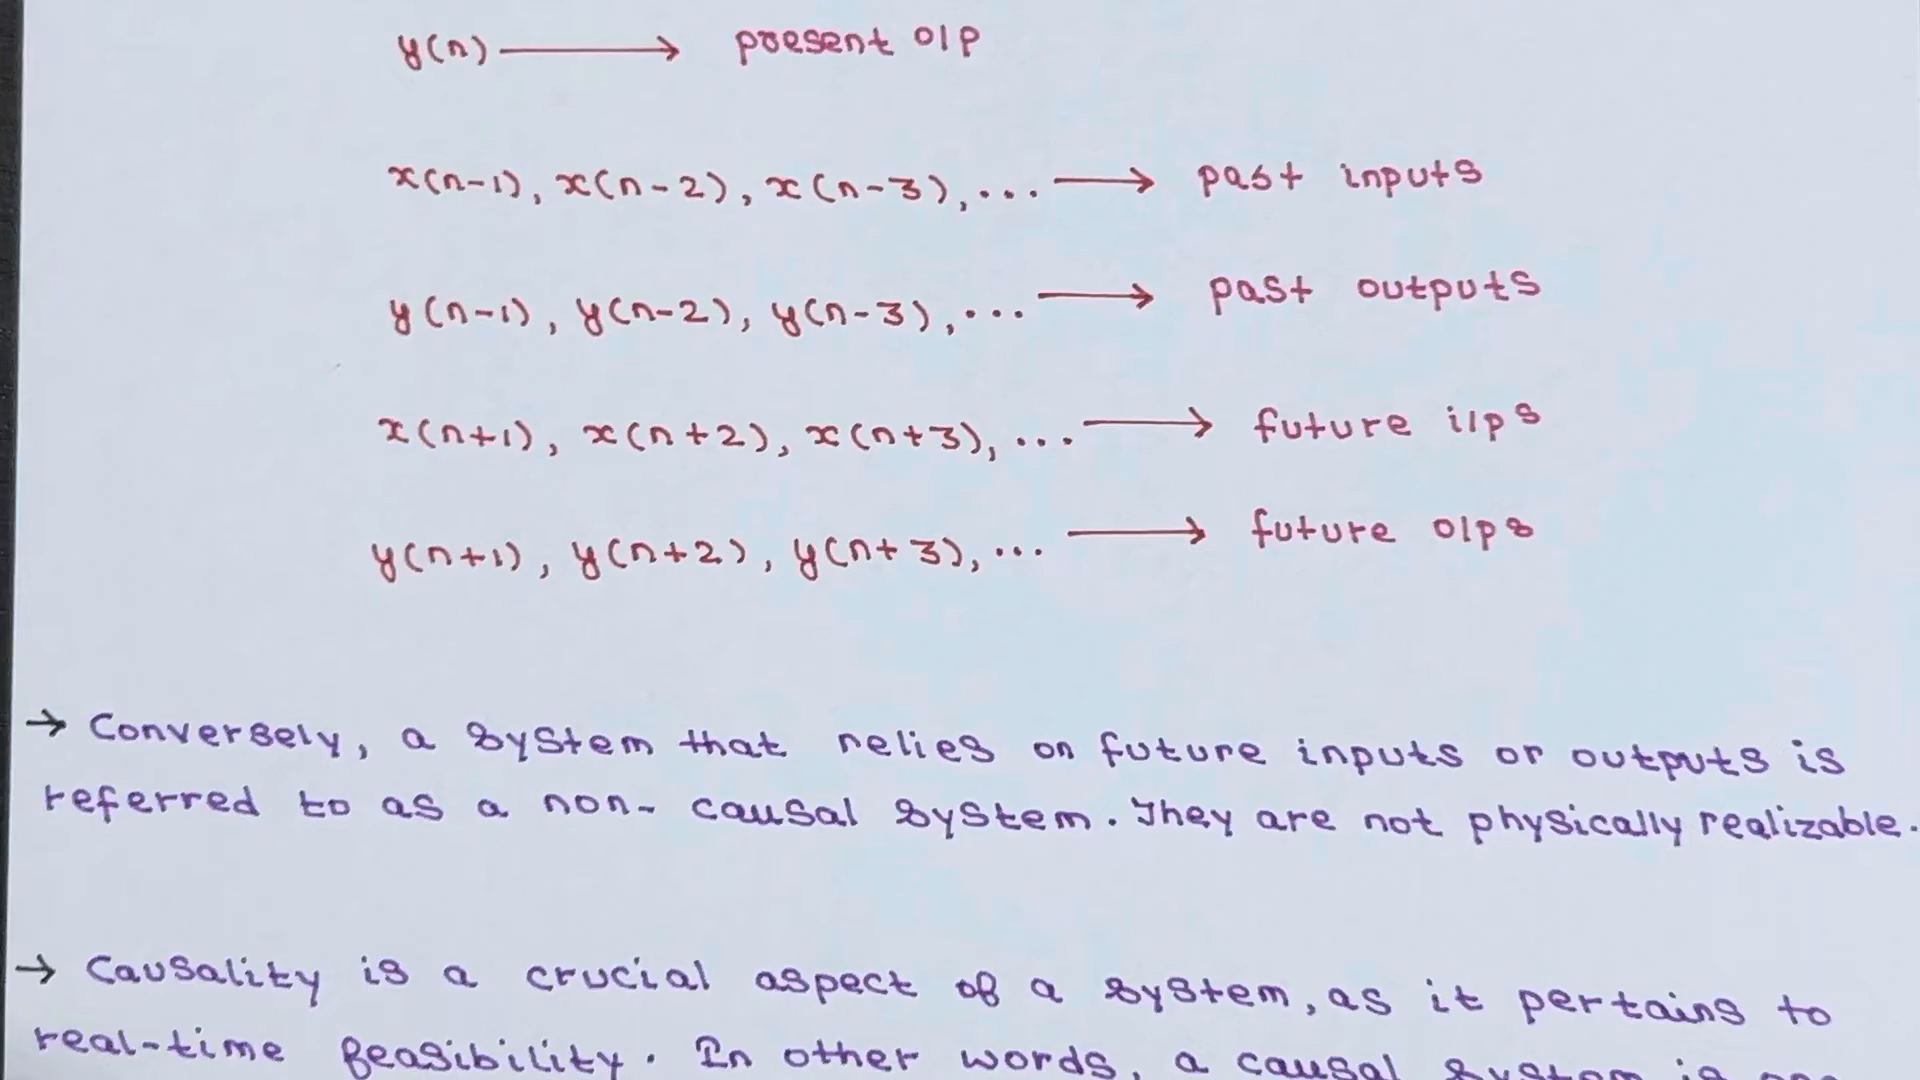 y(n) ⟶ present o/p
x(n-1), x(n-2), x(n-3), ... ⟶ past inputs
y(n-1), y(n-2), y(n-3), ... ⟶ past outputs
x(n+1), x(n+2), x(n+3), ... ⟶ future i/ps
y(n+1), y(n+2), y(n+3), ... ⟶ future o/ps
→ Conversely, a system that relies on future inputs or outputs is
referred to as a non-causal system. They are not physically realizable.
→ Causality is a crucial aspect of a system, as it pertains to
real-time feasibility. In other words, a causal system is one